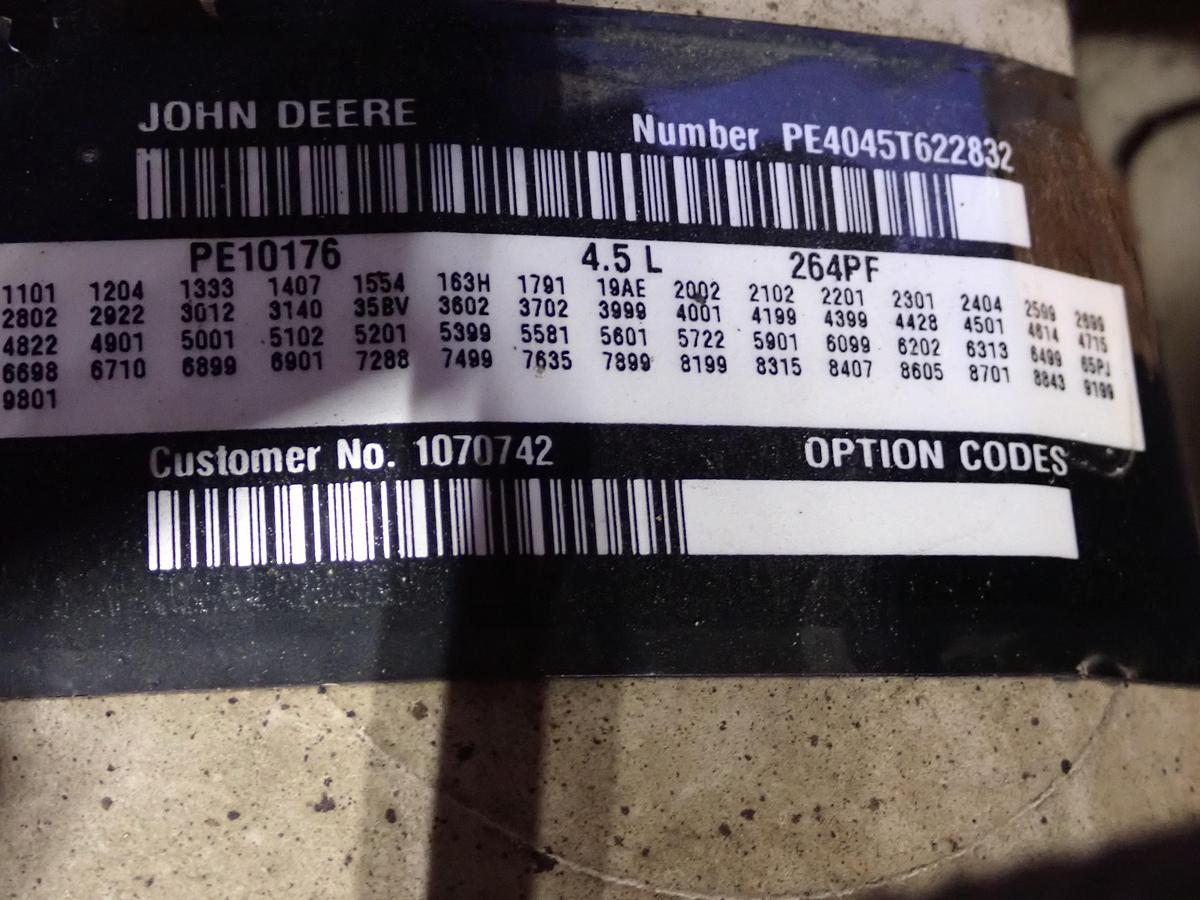 JOHN DEERE
Number PE4045T622832
PE10176 4.5 L 264PF
1101 1204 1333 1407 1554 163H 1791 19AE 2002 2102 2201 2301 2404 2599 2699
2802 2922 3012 3140 35BV 3602 3702 3999 4001 4199 4399 4428 4501 4614 4715
4822 4901 5001 5102 5201 5399 5581 5601 5722 5901 6099 6202 6313 6499 65PJ
6698 6710 6899 6901 7288 7499 7635 7899 8199 8315 8407 8605 8701 8843 9199
9801
Customer No. 1070742 OPTION CODES